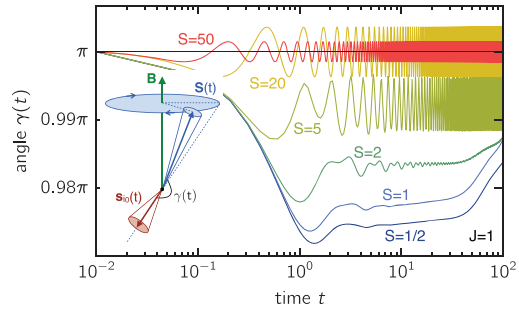 S=50
π
B
S(t)
S=20
0.99π
S=5
angle γ(t)
S=2
s_i0(t)
γ(t)
0.98π
S=1
S=1/2
J=1
10⁻² 10⁻¹ 10⁰ 10¹ 10²
time t